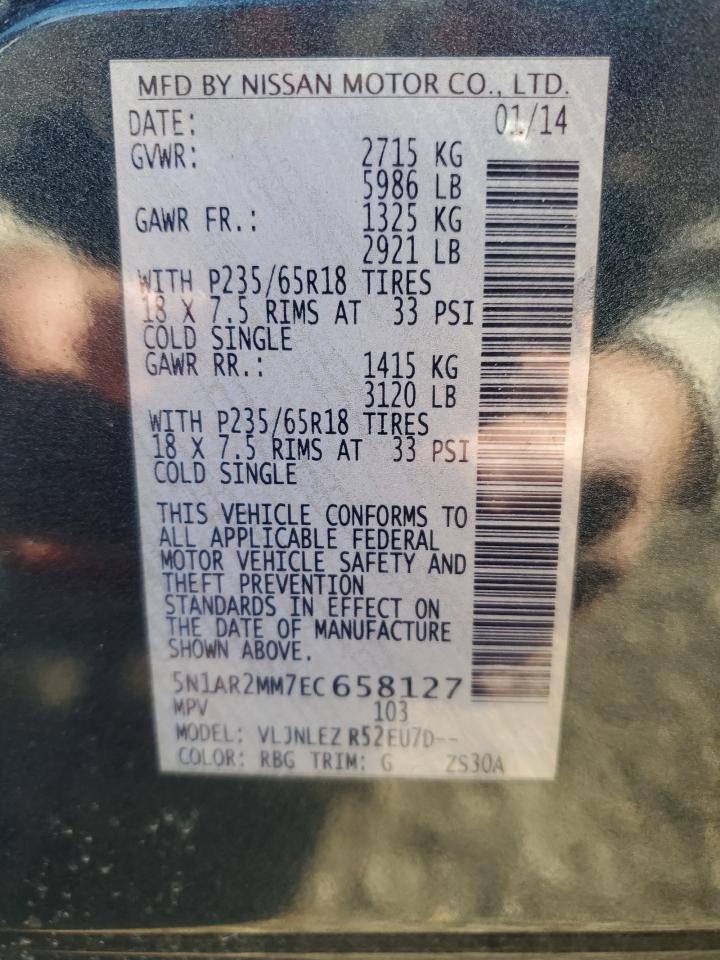 MFD BY NISSAN MOTOR CO., LTD.
DATE: 01/14
GVWR: 2715 KG
5986 LB
GAWR FR.: 1325 KG
2921 LB
WITH P235/65R18 TIRES
18 X 7.5 RIMS AT 33 PSI
COLD SINGLE
GAWR RR.: 1415 KG
3120 LB
WITH P235/65R18 TIRES
18 X 7.5 RIMS AT 33 PSI
COLD SINGLE
THIS VEHICLE CONFORMS TO
ALL APPLICABLE FEDERAL
MOTOR VEHICLE SAFETY AND
THEFT PREVENTION
STANDARDS IN EFFECT ON
THE DATE OF MANUFACTURE
SHOWN ABOVE.
5N1AR2MM7EC658127
MPV 103
MODEL: VLJNLEZ R52EU7D--
COLOR: RBG TRIM: G ZS30A